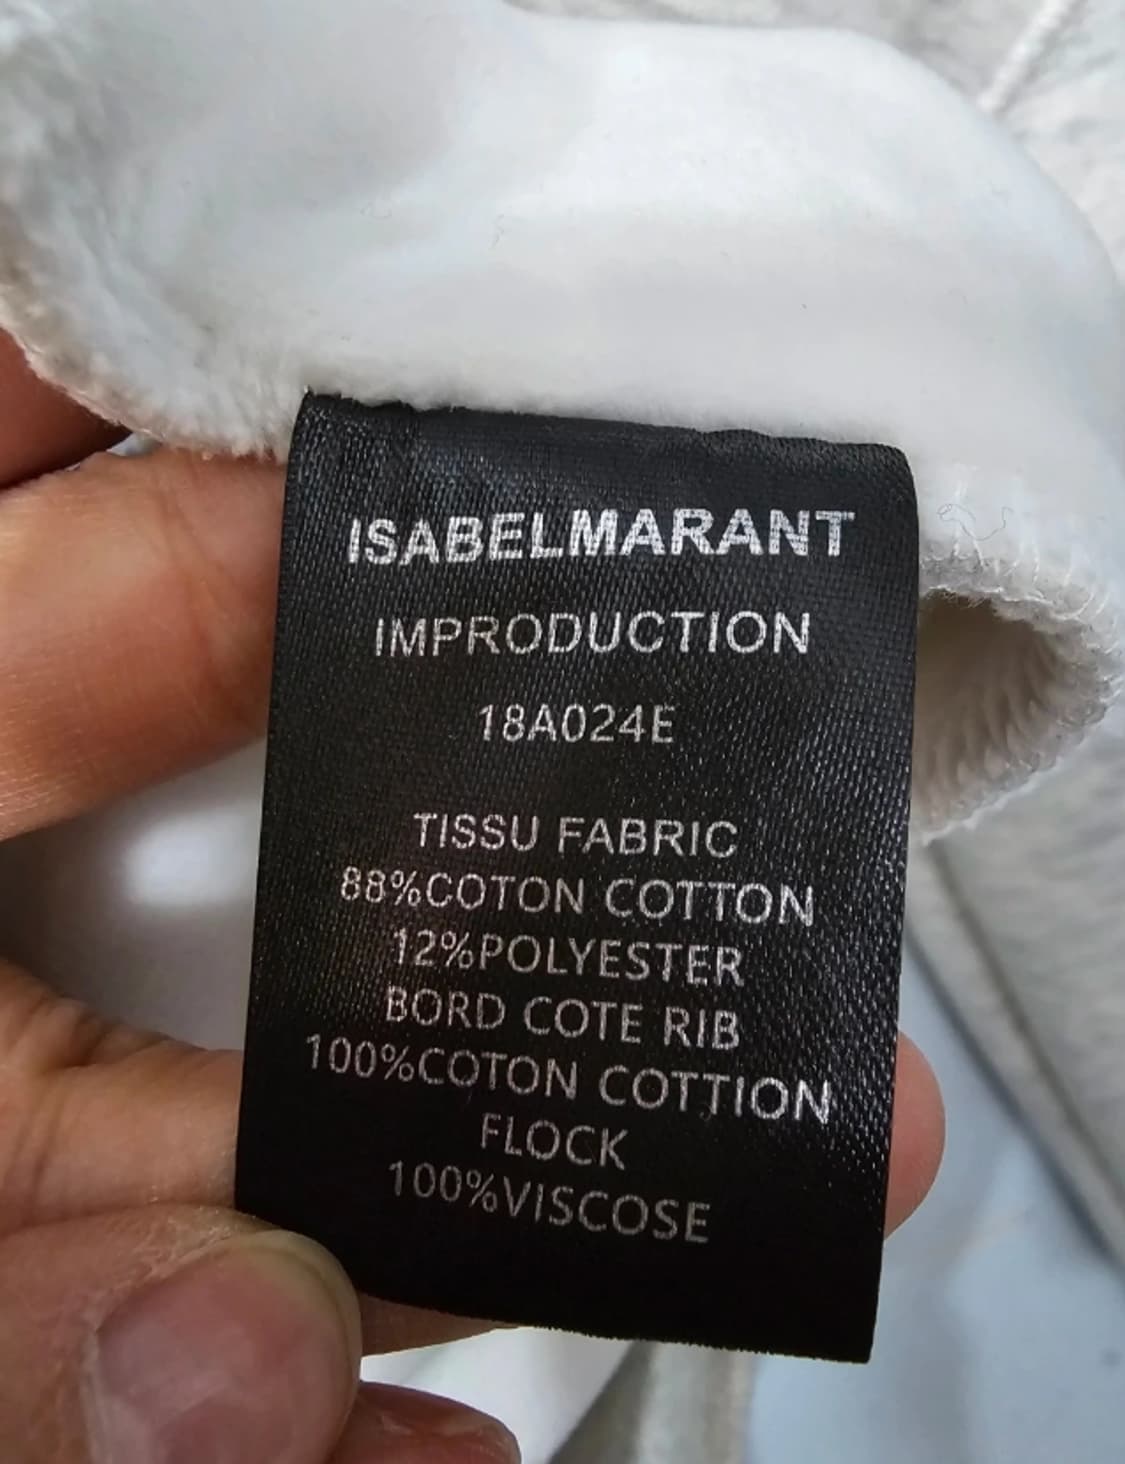 ISABELMARANT
IMPRODUCTION
18A024E
TISSU FABRIC
88%COTON COTTON
12%POLYESTER
BORD COTE RIB
100%COTON COTTION
FLOCK
100%VISCOSE